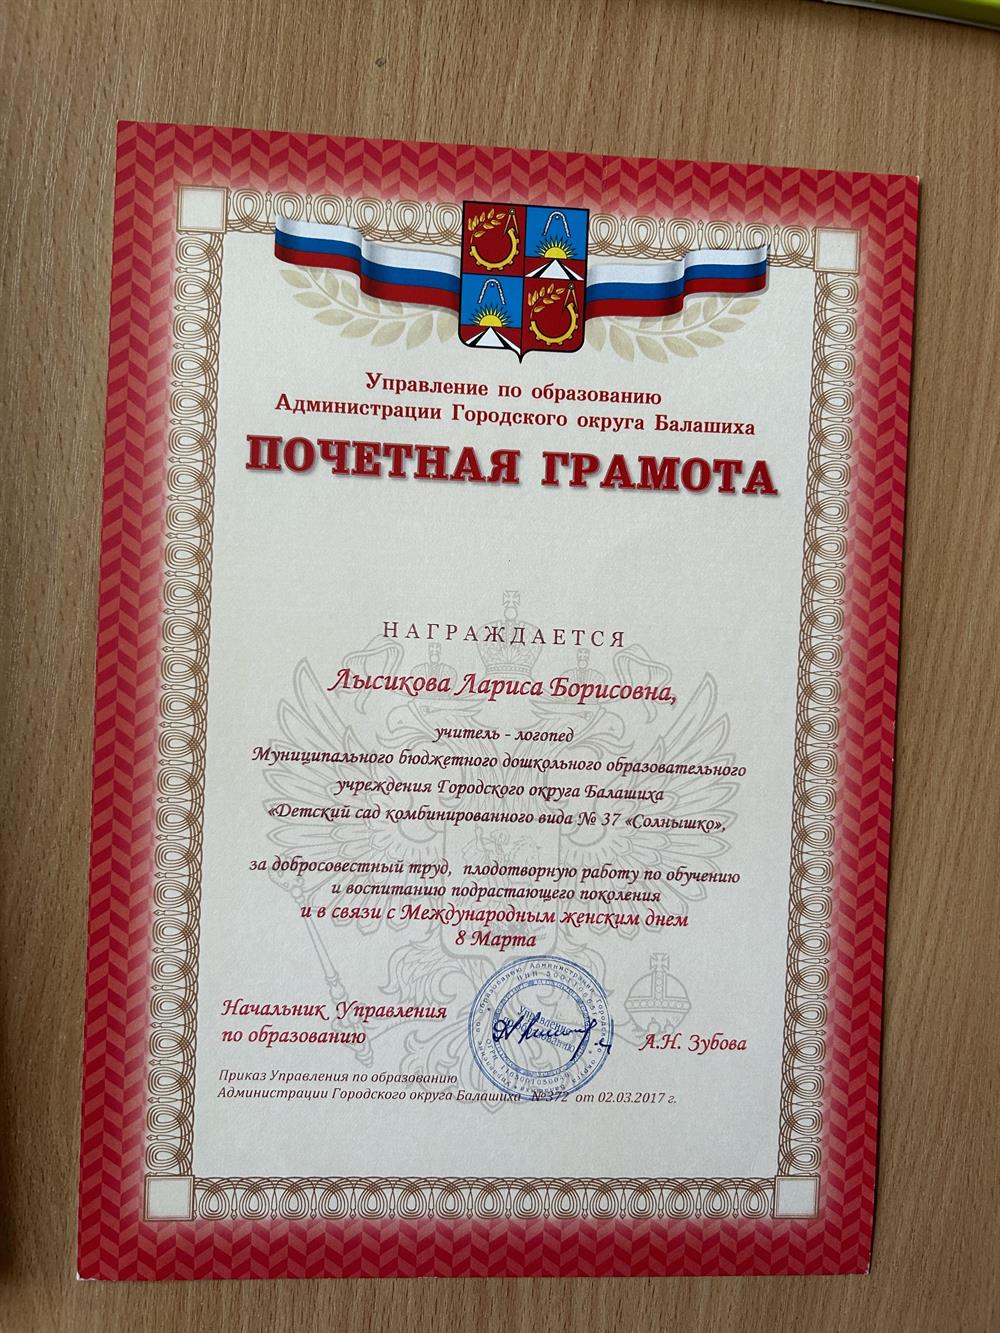 Управление по образованию
Администрации Городского округа Балашиха
ПОЧЕТНАЯ ГРАМОТА
НАГРАЖДАЕТСЯ
Лысикова Лариса Борисовна,
учитель - логопед
Муниципального бюджетного дошкольного образовательного
учреждения Городского округа Балашиха
«Детский сад комбинированного вида № 37 «Солнышко»,
за добросовестный труд, плодотворную работу по обучению
и воспитанию подрастающего поколения
и в связи с Международным женским днем
8 Марта
Начальник Управления
по образованию
Управление
по образованию
А.Н. Зубова
Приказ Управления по образованию
Администрации Городского округа Балашиха №372 от 02.03.2017 г.